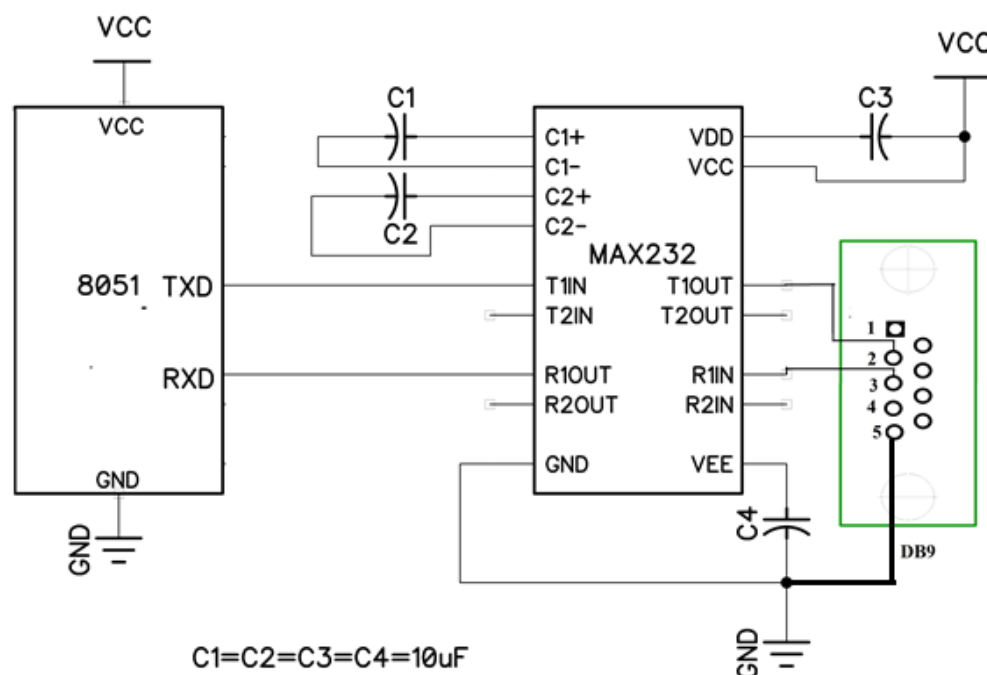 VCC
VCC
8051
TXD
RXD
GND
GND
C1
C2
C1+
C1-
C2+
C2-
MAX232
T1IN
T2IN
R1OUT
R2OUT
GND
VDD
VCC
T1OUT
T2OUT
R1IN
R2IN
VEE
C3
VCC
1
2
3
4
5
DB9
C4
GND
C1=C2=C3=C4=10uF